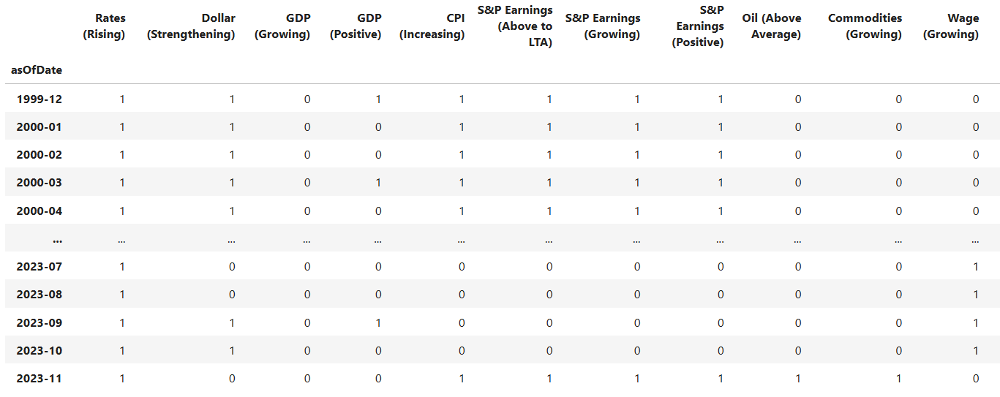 Rates (Rising) Dollar (Strengthening) GDP (Growing) GDP (Positive) CPI (Increasing) S&P Earnings (Above to LTA) S&P Earnings (Growing) S&P Earnings (Positive) Oil (Above Average) Commodities (Growing) Wage (Growing)
asOfDate
1999-12 1 1 0 1 1 1 1 1 0 0 0
2000-01 1 1 0 0 1 1 1 1 0 0 0
2000-02 1 1 0 0 1 1 1 1 0 0 0
2000-03 1 1 0 1 1 1 1 1 0 0 0
2000-04 1 1 0 0 1 1 1 1 0 0 0
... ... ... ... ... ... ... ... ... ... ... ...
2023-07 1 0 0 0 0 0 0 0 0 0 1
2023-08 1 0 0 0 0 0 0 0 0 0 1
2023-09 1 1 0 1 0 0 0 0 0 0 1
2023-10 1 1 0 0 0 0 0 0 0 0 1
2023-11 1 0 0 0 1 1 1 1 1 1 0